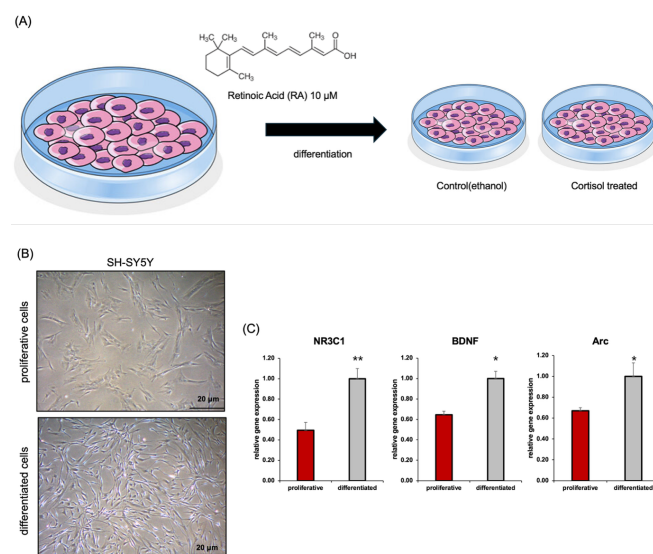 (A)
H₃C CH₃ CH₃ CH₃ O
OH
CH₃
Retinoic Acid (RA) 10 µM
differentiation
Control(ethanol) Cortisol treated
(B)
SH-SY5Y
proliferative cells
20 µm
differentiated cells
20 µm
(C)
NR3C1
relative gene expression
1.20
1.00
0.80
0.60
0.40
0.20
0.00
**
proliferative differentiated
BDNF
relative gene expression
1.20
1.00
0.80
0.60
0.40
0.20
0.00
*
proliferative differentiated
Arc
relative gene expression
1.20
1.00
0.80
0.60
0.40
0.20
0.00
*
proliferative differentiated